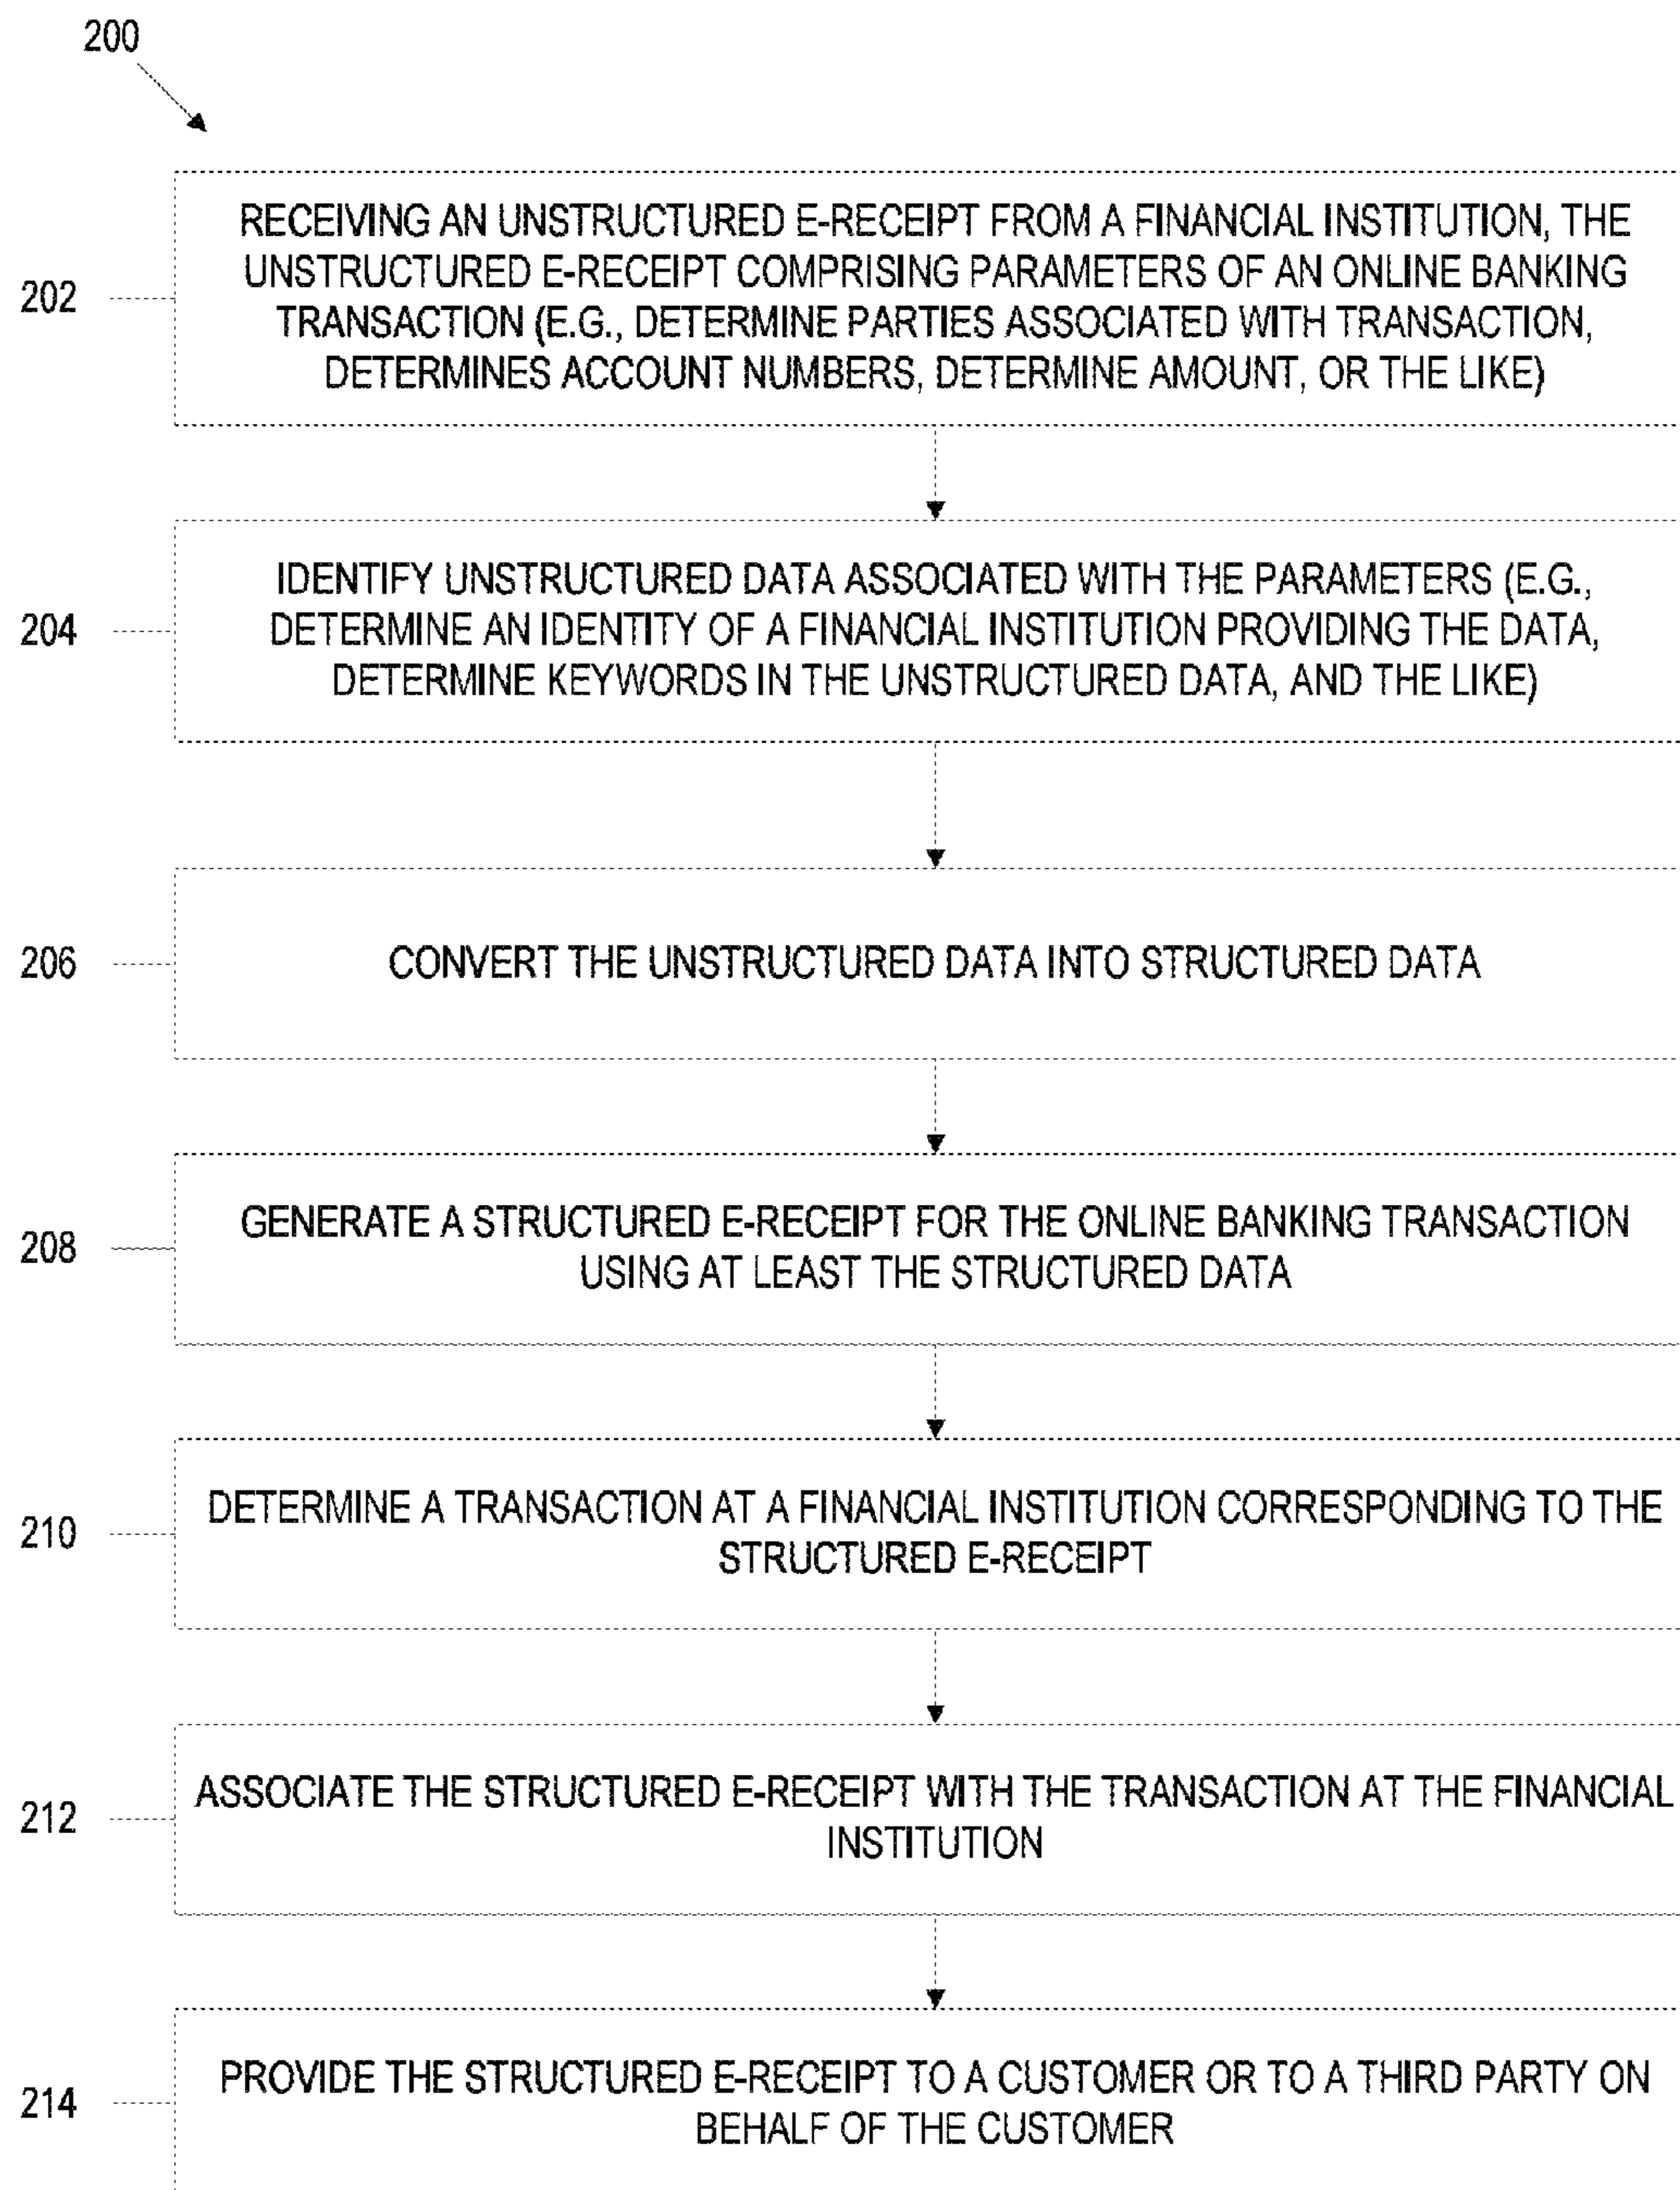 200
202
RECEIVING AN UNSTRUCTURED E-RECEIPT FROM A FINANCIAL INSTITUTION, THE
UNSTRUCTURED E-RECEIPT COMPRISING PARAMETERS OF AN ONLINE BANKING
TRANSACTION (E.G., DETERMINE PARTIES ASSOCIATED WITH TRANSACTION,
DETERMINES ACCOUNT NUMBERS, DETERMINE AMOUNT, OR THE LIKE)
204
IDENTIFY UNSTRUCTURED DATA ASSOCIATED WITH THE PARAMETERS (E.G.,
DETERMINE AN IDENTITY OF A FINANCIAL INSTITUTION PROVIDING THE DATA,
DETERMINE KEYWORDS IN THE UNSTRUCTURED DATA, AND THE LIKE)
206
CONVERT THE UNSTRUCTURED DATA INTO STRUCTURED DATA
208
GENERATE A STRUCTURED E-RECEIPT FOR THE ONLINE BANKING TRANSACTION
USING AT LEAST THE STRUCTURED DATA
210
DETERMINE A TRANSACTION AT A FINANCIAL INSTITUTION CORRESPONDING TO THE
STRUCTURED E-RECEIPT
212
ASSOCIATE THE STRUCTURED E-RECEIPT WITH THE TRANSACTION AT THE FINANCIAL
INSTITUTION
214
PROVIDE THE STRUCTURED E-RECEIPT TO A CUSTOMER OR TO A THIRD PARTY ON
BEHALF OF THE CUSTOMER